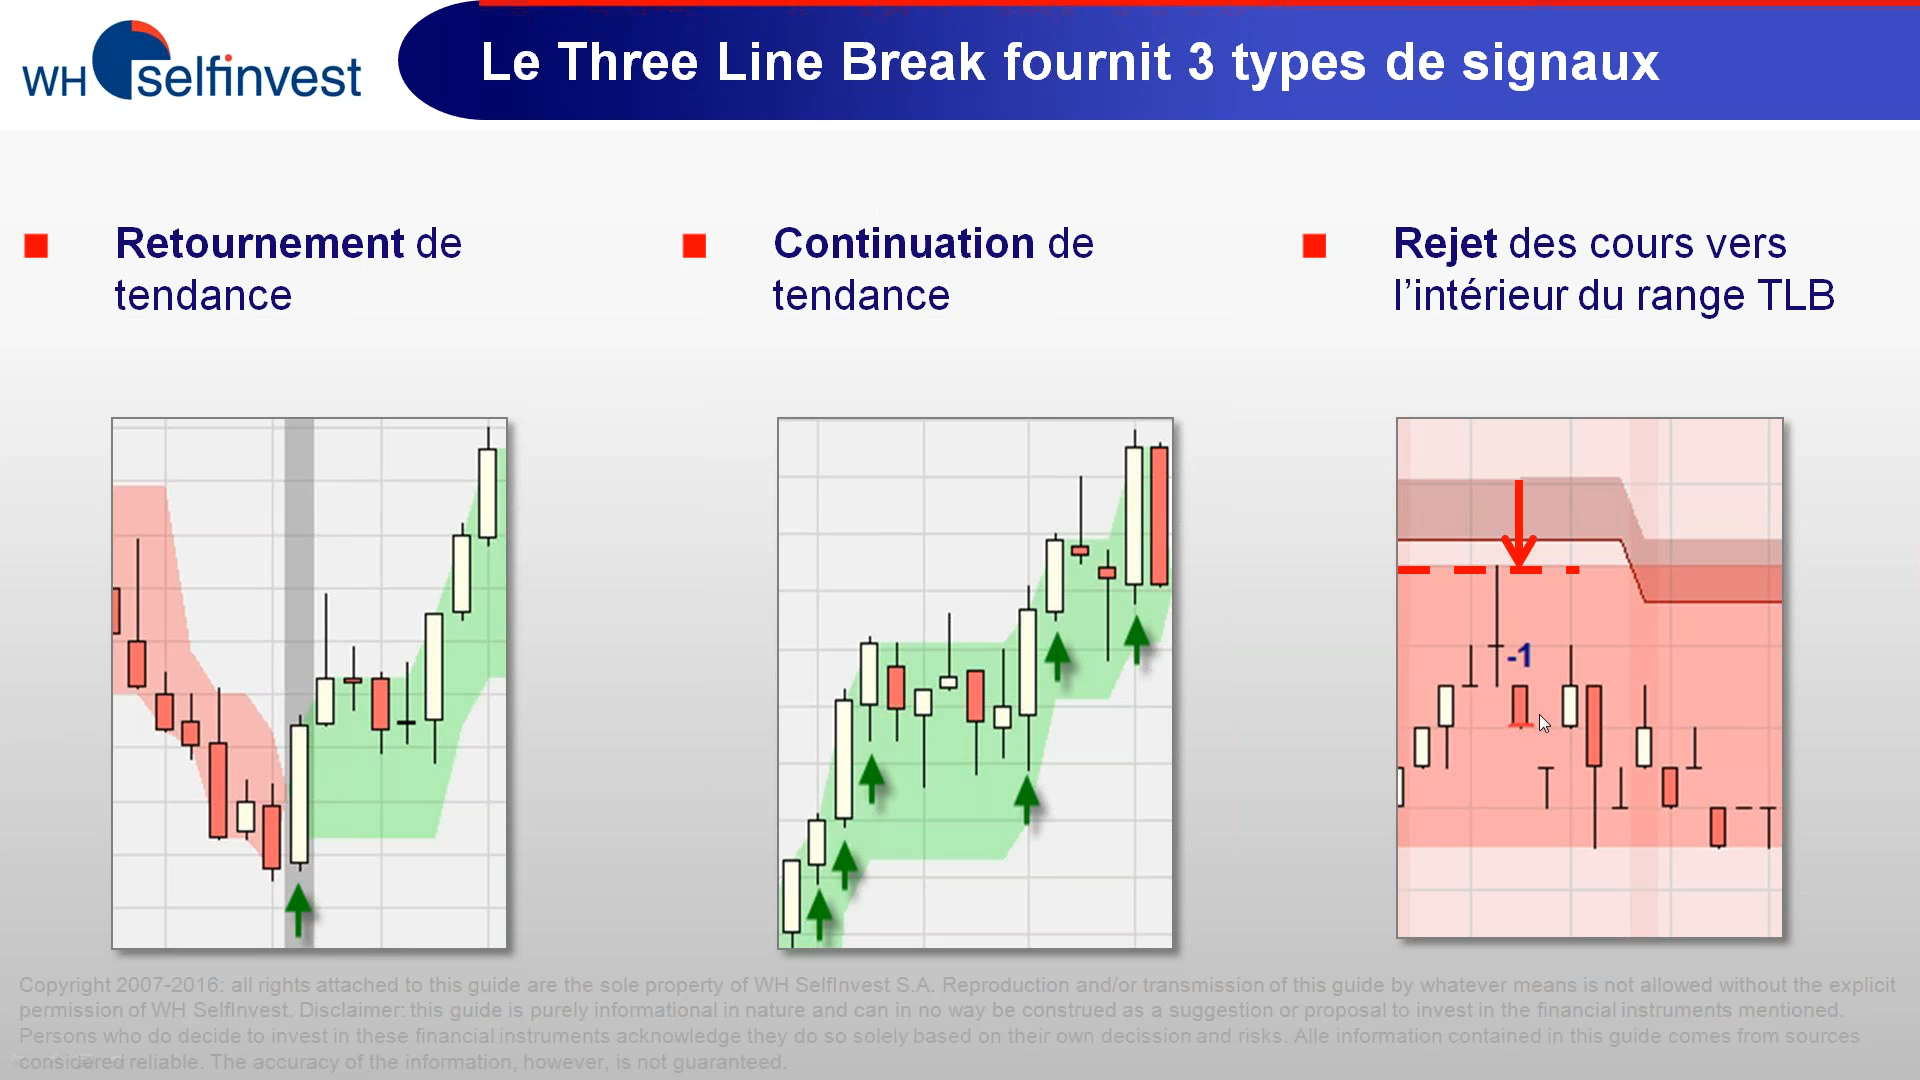 WH selfinvest
Le Three Line Break fournit 3 types de signaux
Retournement de
tendance
Continuation de
tendance
Rejet des cours vers
l’intérieur du range TLB
-1
Copyright 2007-2016: all rights attached to this guide are the sole property of WH SelfInvest S.A. Reproduction and/or transmission of this guide by whatever means is not allowed without the explicit
permission of WH SelfInvest. Disclaimer: this guide is purely informational in nature and can in no way be construed as a suggestion or proposal to invest in the financial instruments mentioned.
Persons who do decide to invest in these financial instruments acknowledge they do so solely based on their own decission and risks. Alle information contained in this guide comes from sources
considered reliable. The accuracy of the information, however, is not guaranteed.